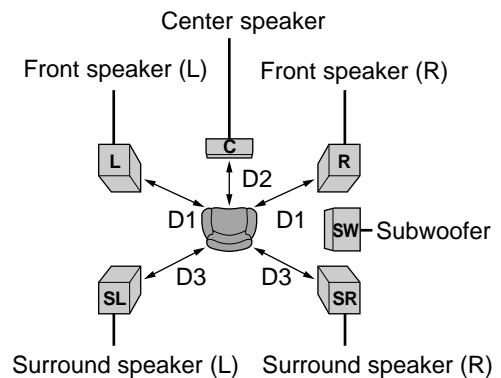 Center speaker
Front speaker (L)
Front speaker (R)
L
C
R
D2
D1
D1
SW
Subwoofer
D3
D3
SL
SR
Surround speaker (L)
Surround speaker (R)